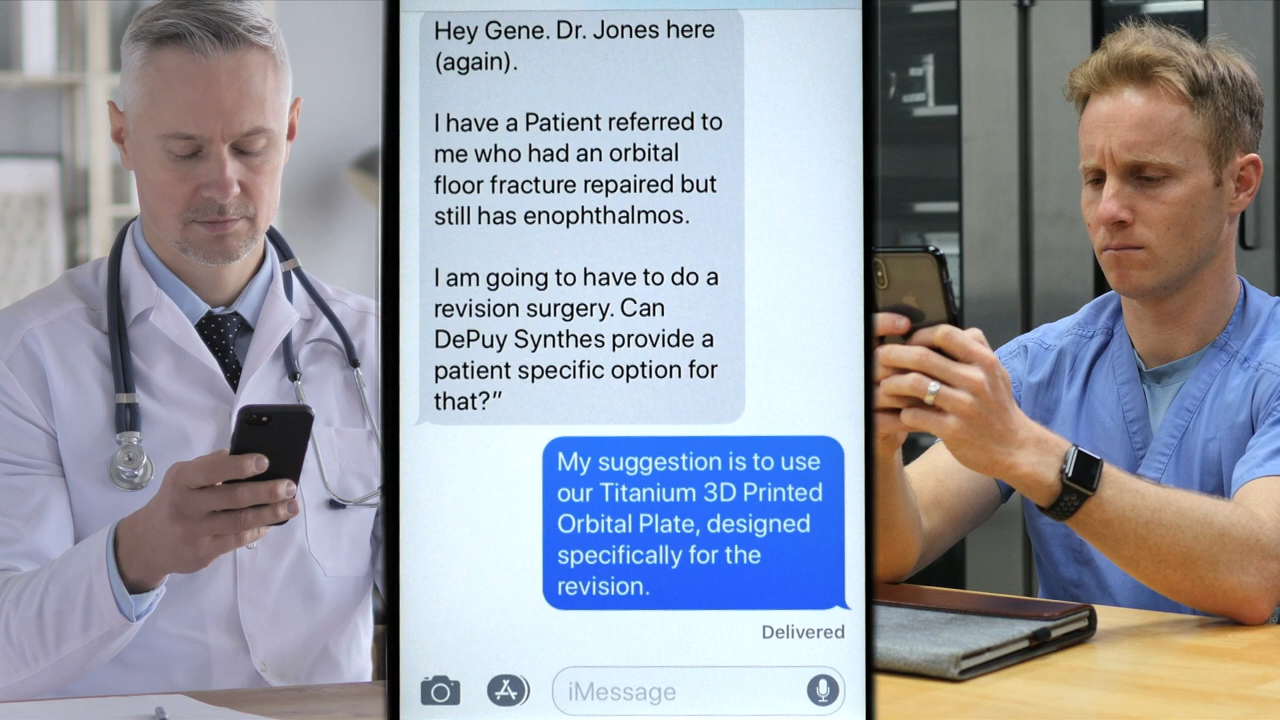 Hey Gene. Dr. Jones here
(again).
I have a Patient referred to
me who had an orbital
floor fracture repaired but
still has enophthalmos.
I am going to have to do a
revision surgery. Can
DePuy Synthes provide a
patient specific option for
that?”
My suggestion is to use
our Titanium 3D Printed
Orbital Plate, designed
specifically for the
revision.
Delivered
iMessage